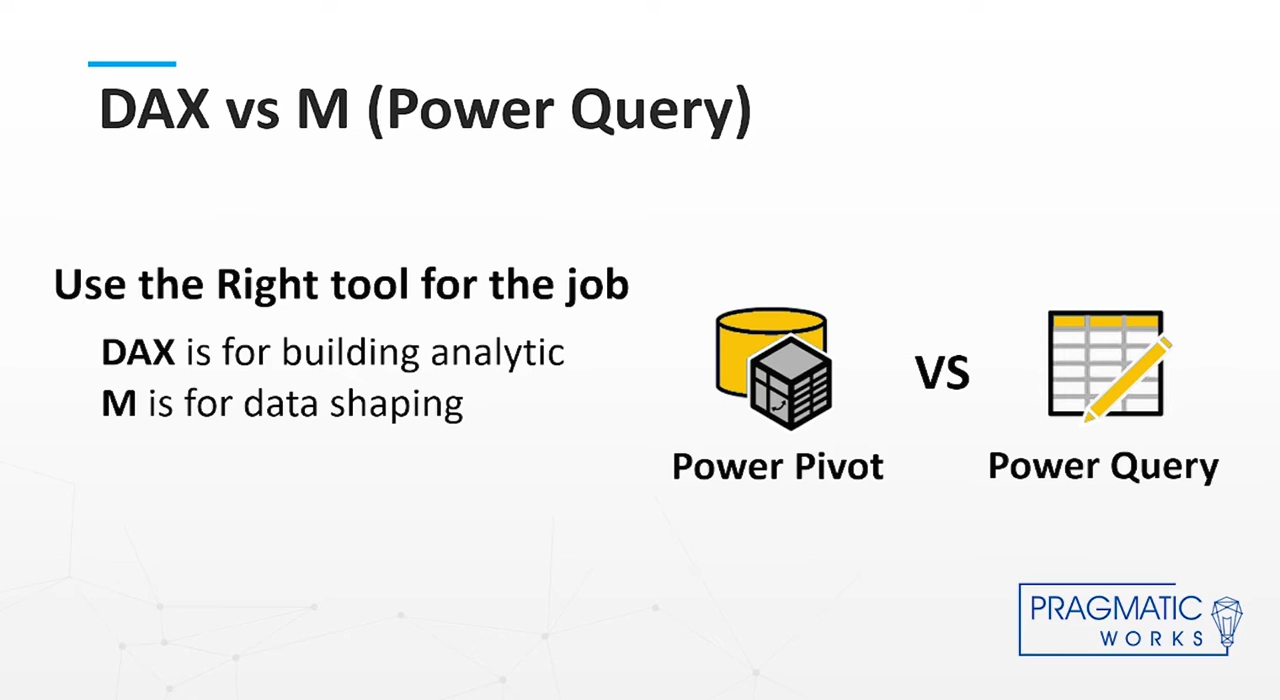 DAX vs M (Power Query)
Use the Right tool for the job
DAX is for building analytic
M is for data shaping
VS
Power Pivot
Power Query
PRAGMATIC
WORKS